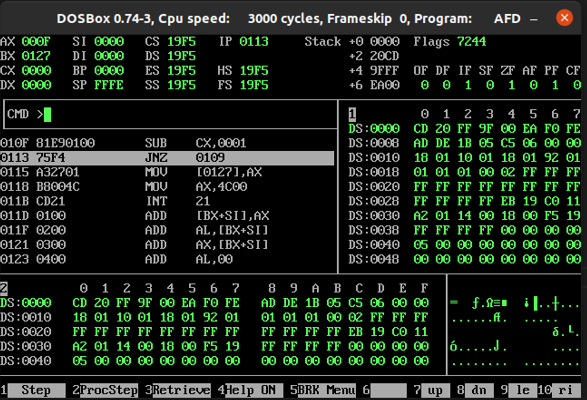 DOSBox 0.74-3, Cpu speed: 3000 cycles, Frameskip 0, Program: AFD
AX 000F SI 0000 CS 19F5 IP 0113 Stack +0 0000 Flags 7244
BX 0127 DI 0000 DS 19F5 +2 20CD
CX 0000 BP 0000 ES 19F5 HS 19F5 +4 9FFF OF DF IF SF ZF AF PF CF
DX 0000 SP FFFE SS 19F5 FS 19F5 +6 EA00 0 0 1 0 1 0 1 0
CMD >
1 0 1 2 3 4 5 6 7
DS:0000 CD 20 FF 9F 00 EA F0 FE
DS:0008 AD DE 1B 05 C5 06 00 00
DS:0010 18 01 10 01 18 01 92 01
DS:0018 01 01 01 00 02 FF FF FF
DS:0020 FF FF FF FF FF FF FF FF
DS:0028 FF FF FF FF EB 19 C0 11
DS:0030 A2 01 14 00 18 00 F5 19
DS:0038 FF FF FF FF 00 00 00 00
DS:0040 05 00 00 00 00 00 00 00
DS:0048 00 00 00 00 00 00 00 00
010F 81E90100 SUB CX,0001
0113 75F4 JNZ 0109
0115 A32701 MOV [0127],AX
0118 B8004C MOV AX,4C00
011B CD21 INT 21
011D 0100 ADD [BX+SI],AX
011F 0200 ADD AL,[BX+SI]
0121 0300 ADD AX,[BX+SI]
0123 0400 ADD AL,00
2 0 1 2 3 4 5 6 7 8 9 A B C D E F
DS:0000 CD 20 FF 9F 00 EA F0 FE AD DE 1B 05 C5 06 00 00
DS:0010 18 01 10 01 18 01 92 01 01 01 01 00 02 FF FF FF
DS:0020 FF FF FF FF FF FF FF FF FF FF FF FF EB 19 C0 11
DS:0030 A2 01 14 00 18 00 F5 19 FF FF FF FF 00 00 00 00
DS:0040 05 00 00 00 00 00 00 00 00 00 00 00 00 00 00 00
1 Step 2 ProcStep 3 Retrieve 4 Help ON 5 BRK Menu 6 7 up 8 dn 9 le 10 ri